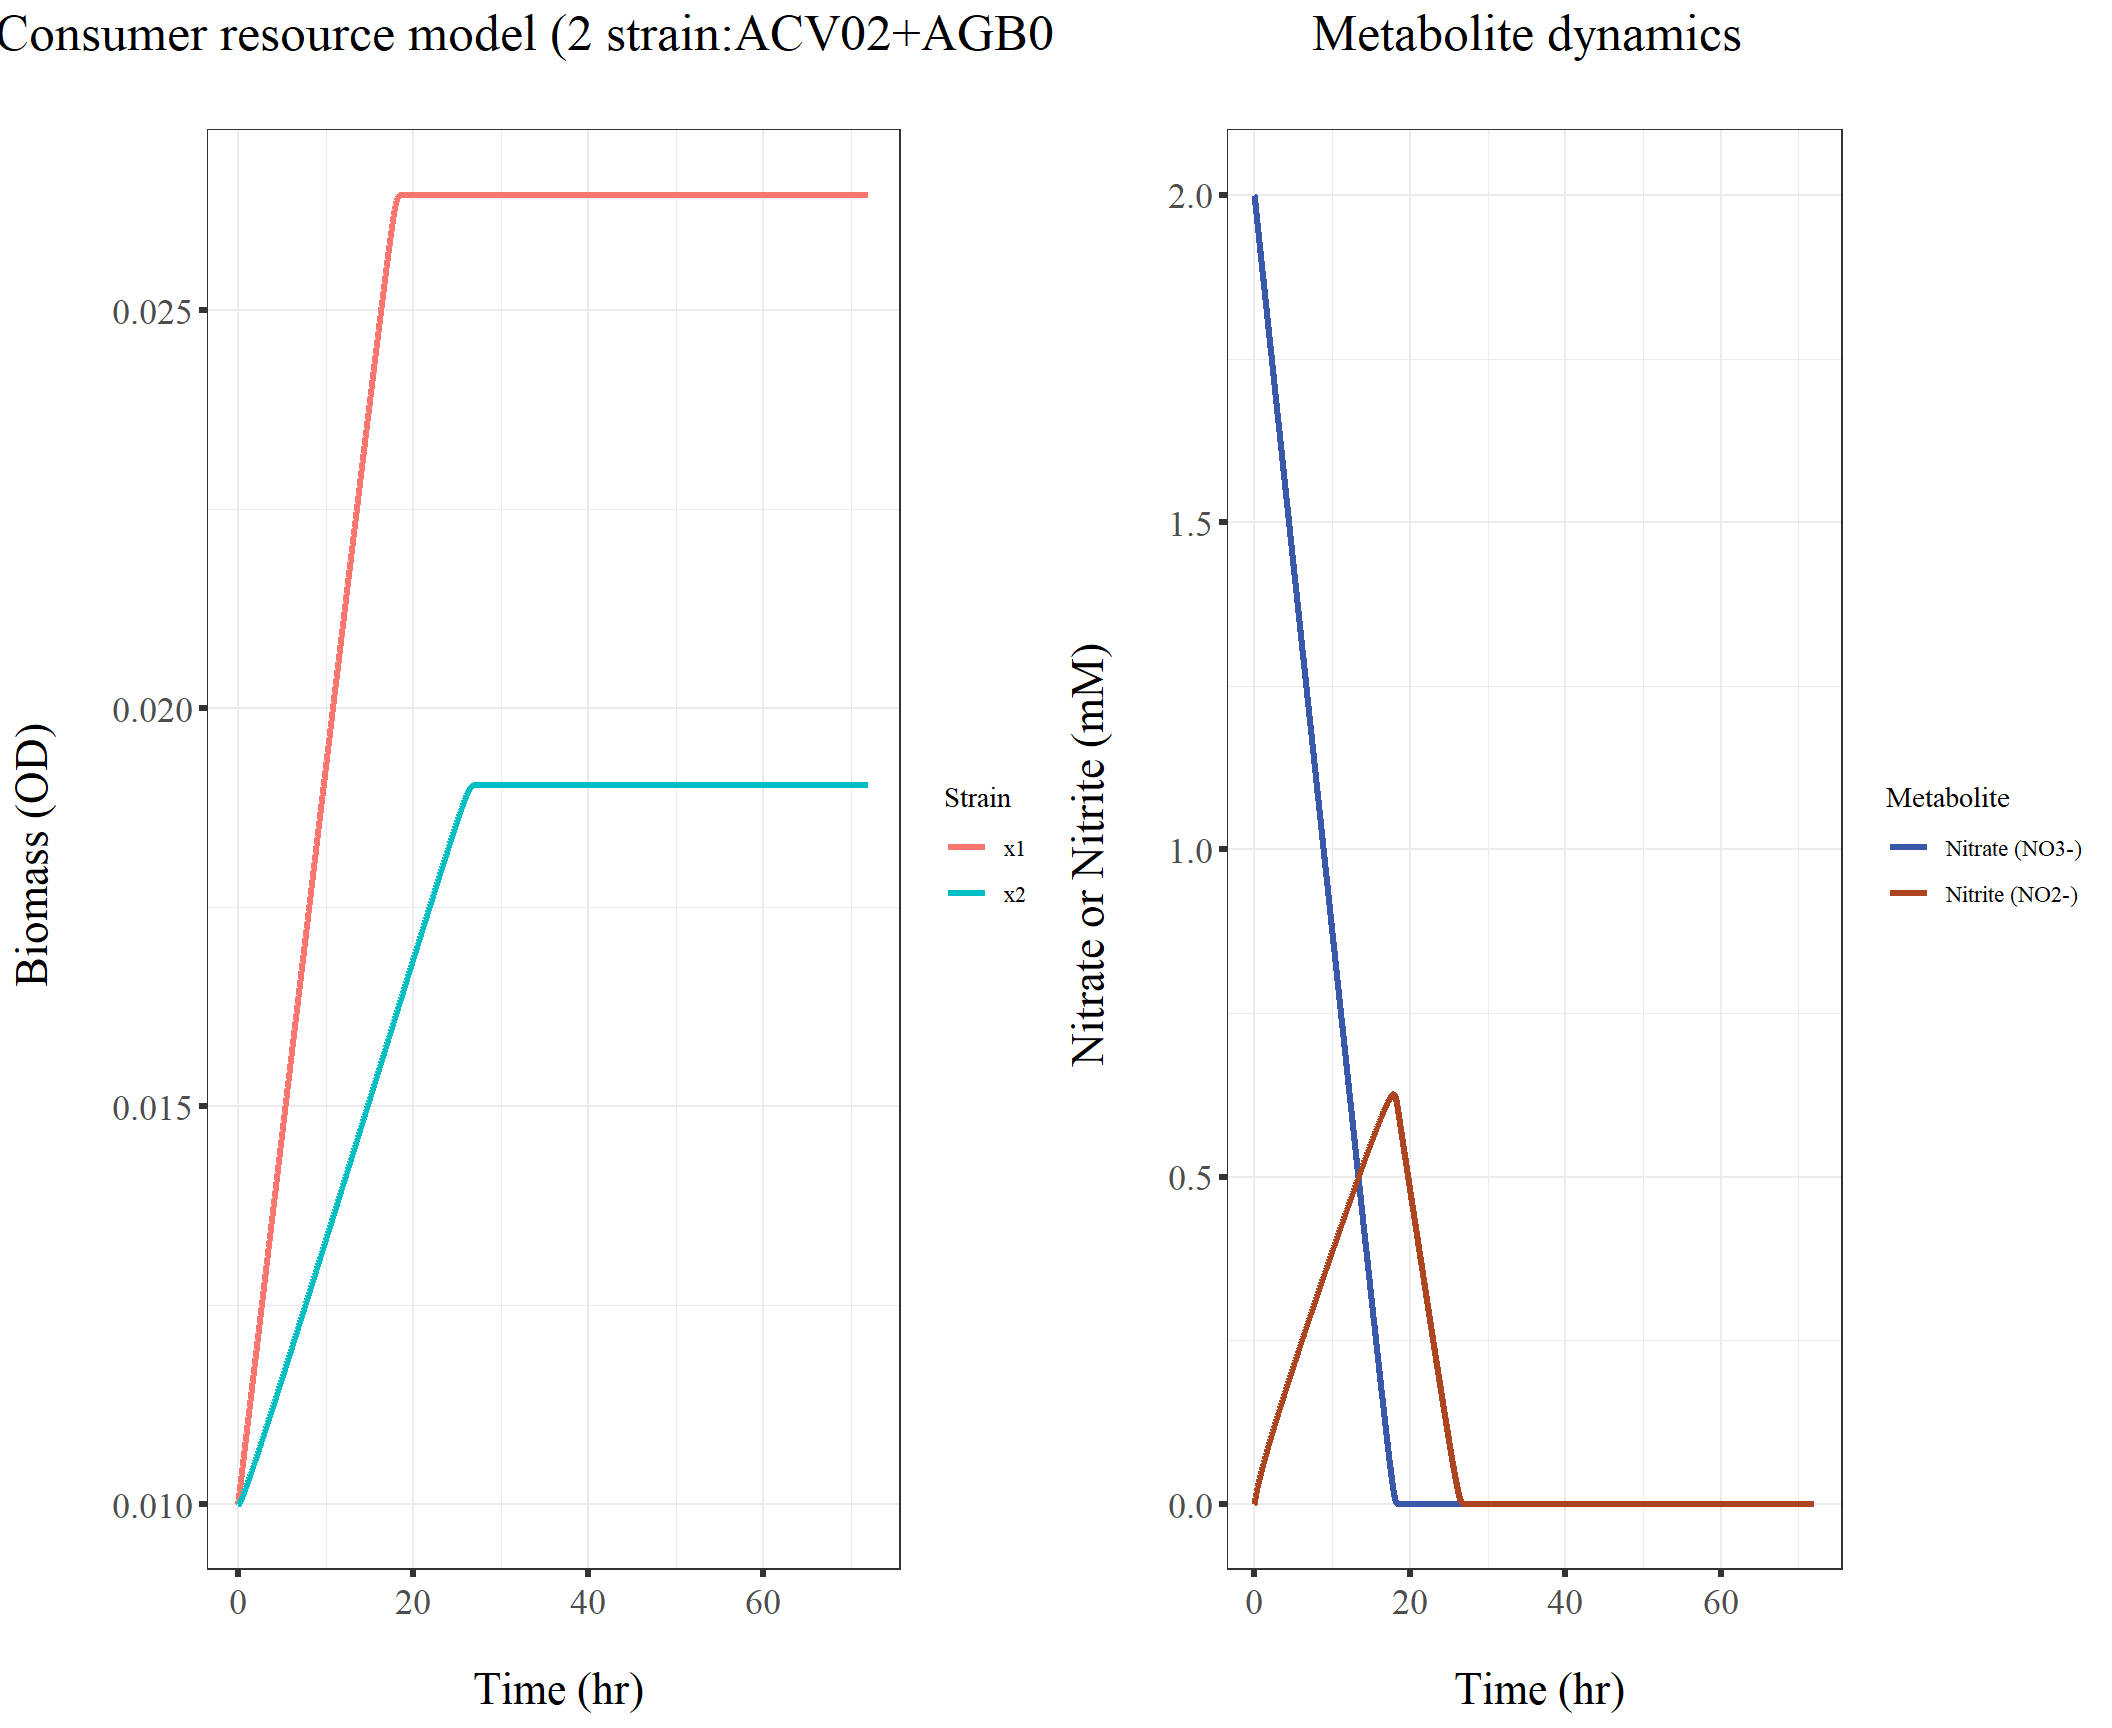 Consumer resource model (2 strain:ACV02+AGB0
Biomass (OD)
0.025
0.020
0.015
0.010
0
20
40
60
Time (hr)
Strain
x1
x2
Metabolite dynamics
Nitrate or Nitrite (mM)
2.0
1.5
1.0
0.5
0.0
0
20
40
60
Time (hr)
Metabolite
Nitrate (NO3-)
Nitrite (NO2-)